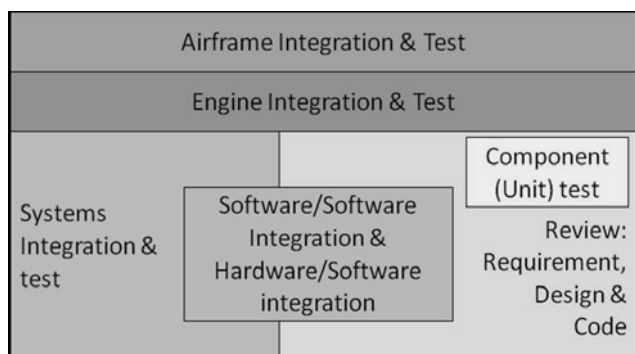 Airframe Integration & Test
Engine Integration & Test
Systems
Integration &
test
Software/Software
Integration &
Hardware/Software
integration
Component
(Unit) test
Review:
Requirement,
Design &
Code